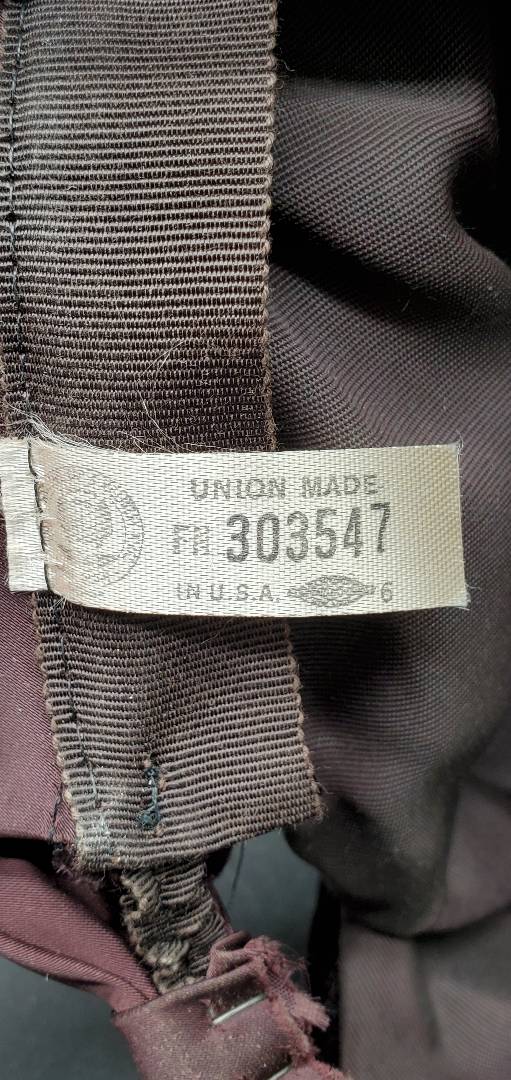 UNION MADE
FR 303547
IN U.S.A. 6